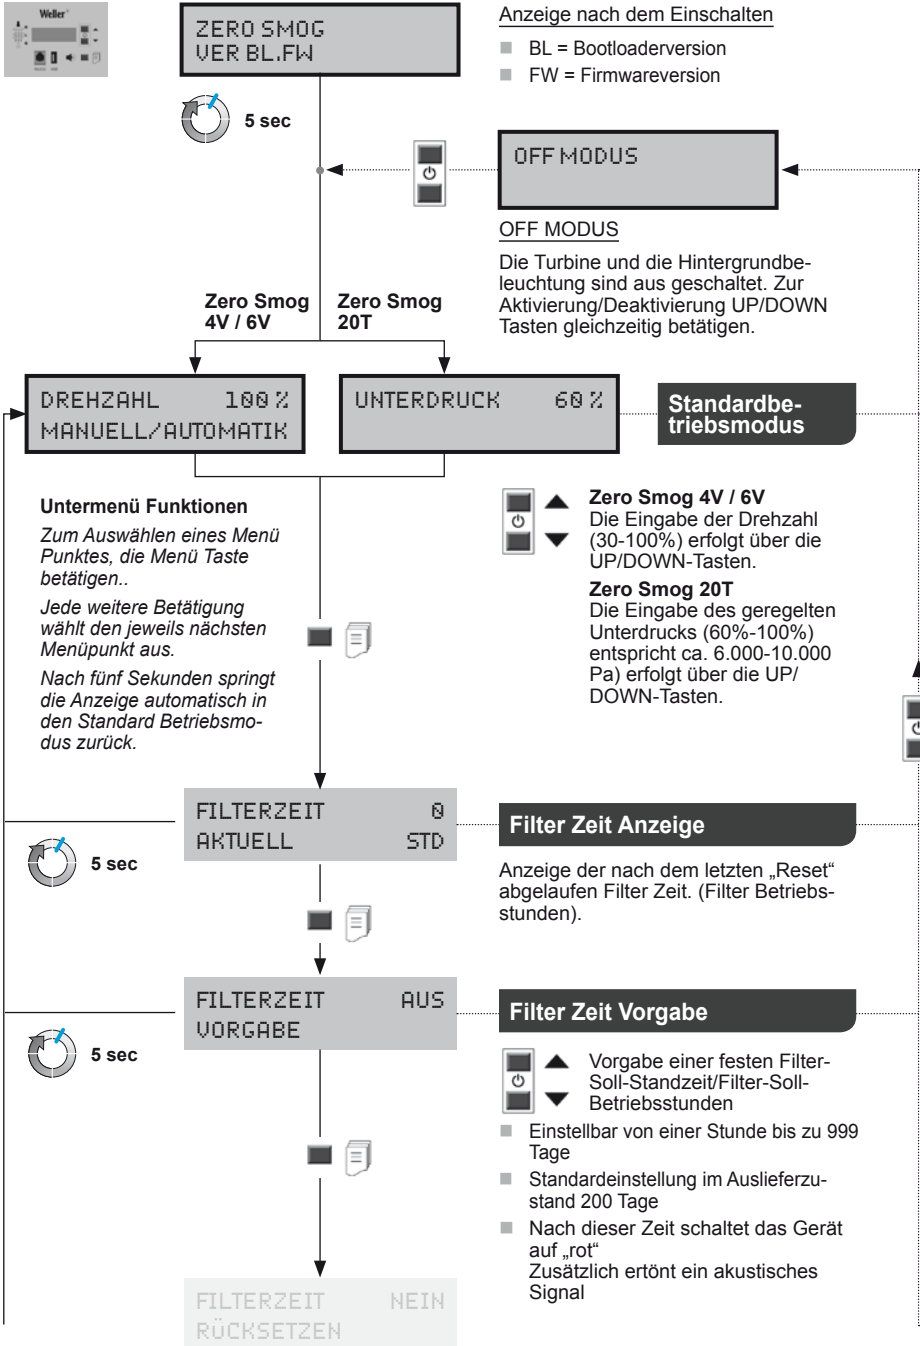 Weller
ZERO SMOG
VER BL.FW
Anzeige nach dem Einschalten
BL = Bootloaderversion
FW = Firmwareversion
5 sec
OFF MODUS
OFF MODUS
Die Turbine und die Hintergrundbe-
leuchtung sind aus geschaltet. Zur
Aktivierung/Deaktivierung UP/DOWN
Tasten gleichzeitig betätigen.
Zero Smog
4V / 6V
Zero Smog
20T
DREHZAHL 100 %
MANUELL/AUTOMATIK
UNTERDRUCK 60 %
Standardbe-
triebsmodus
Untermenü Funktionen
Zum Auswählen eines Menü
Punktes, die Menü Taste
betätigen..
Jede weitere Betätigung
wählt den jeweils nächsten
Menüpunkt aus.
Nach fünf Sekunden springt
die Anzeige automatisch in
den Standard Betriebsmo-
dus zurück.
Zero Smog 4V / 6V
Die Eingabe der Drehzahl
(30-100%) erfolgt über die
UP/DOWN-Tasten.
Zero Smog 20T
Die Eingabe des geregelten
Unterdrucks (60%-100%)
entspricht ca. 6.000-10.000
Pa) erfolgt über die UP/
DOWN-Tasten.
FILTERZEIT 0
AKTUELL STD
5 sec
Filter Zeit Anzeige
Anzeige der nach dem letzten „Reset“
abgelaufen Filter Zeit. (Filter Betriebs-
stunden).
FILTERZEIT AUS
VORGABE
5 sec
Filter Zeit Vorgabe
Vorgabe einer festen Filter-
Soll-Standzeit/Filter-Soll-
Betriebsstunden
Einstellbar von einer Stunde bis zu 999
Tage
Standardeinstellung im Auslieferzu-
stand 200 Tage
Nach dieser Zeit schaltet das Gerät
auf „rot“
Zusätzlich ertönt ein akustisches
Signal
FILTERZEIT NEIN
RÜCKSETZEN